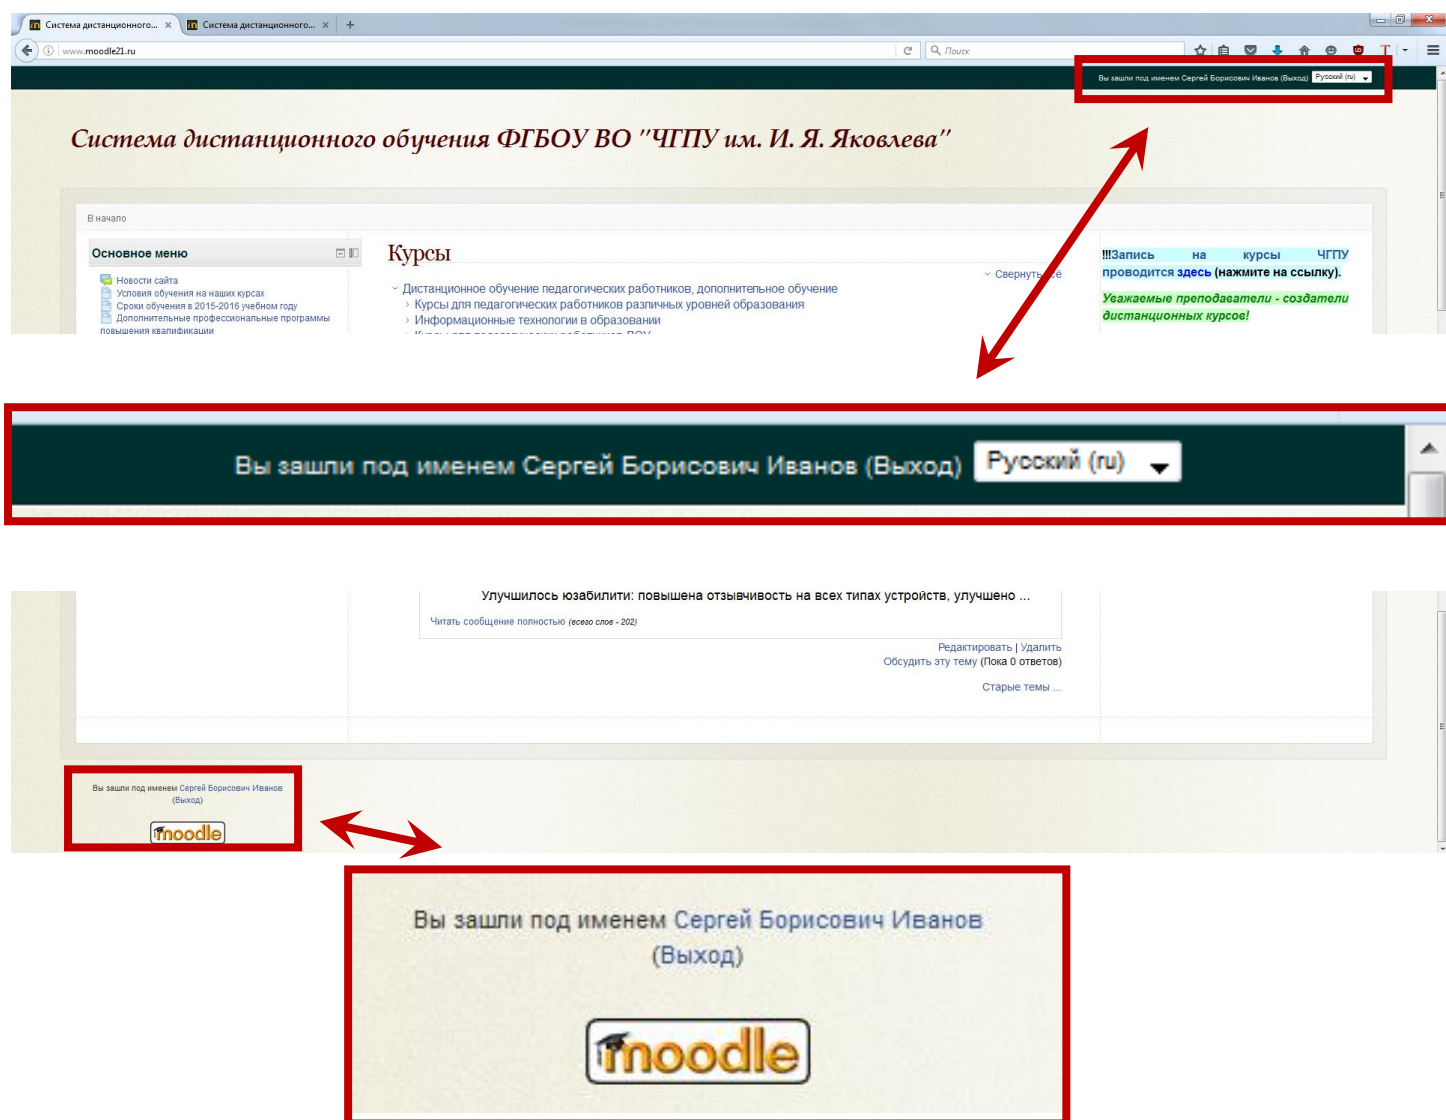 Система дистанционного... × Система дистанционного... × +
www.moodle21.ru Поиск
Вы зашли под именем Сергей Борисович Иванов (Выход) Русский (ru)
Система дистанционного обучения ФГБОУ ВО "ЧГПУ им. И. Я. Яковлева"
В начало
Основное меню
Новости сайта
Условия обучения на наших курсах
Сроки обучения в 2015-2016 учебном году
Дополнительные профессиональные программы
повышения квалификации
Курсы
Свернуть всё
Дистанционное обучение педагогических работников, дополнительное обучение
Курсы для педагогических работников различных уровней образования
Информационные технологии в образовании
Курсы для педагогических работников ДОУ
!!!Запись на курсы ЧГПУ
проводится здесь (нажмите на ссылку).
Уважаемые преподаватели - создатели
дистанционных курсов!
Вы зашли под именем Сергей Борисович Иванов (Выход) Русский (ru)
Улучшилось юзабилити: повышена отзывчивость на всех типах устройств, улучшено ...
Читать сообщение полностью (всего слов - 202)
Редактировать | Удалить
Обсудить эту тему (Пока 0 ответов)
Старые темы ...
Вы зашли под именем Сергей Борисович Иванов
(Выход)
moodle
Вы зашли под именем Сергей Борисович Иванов
(Выход)
moodle